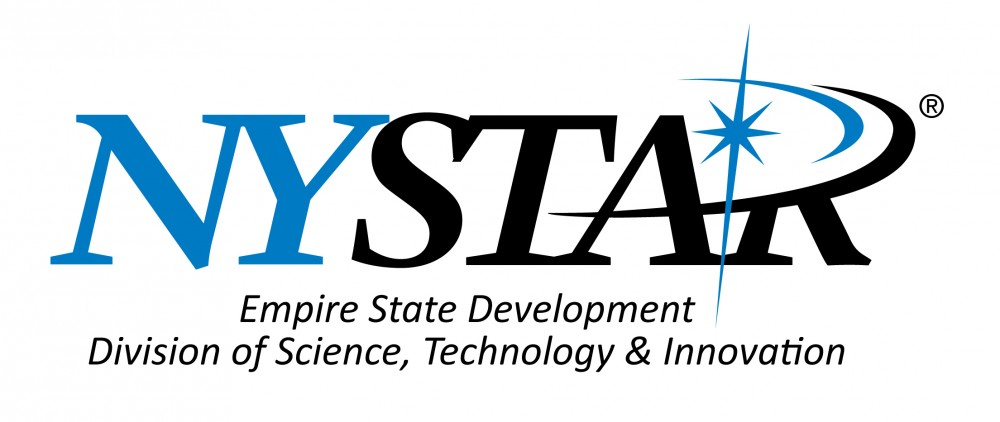 NYSTAR®
Empire State Development
Division of Science, Technology & Innovation